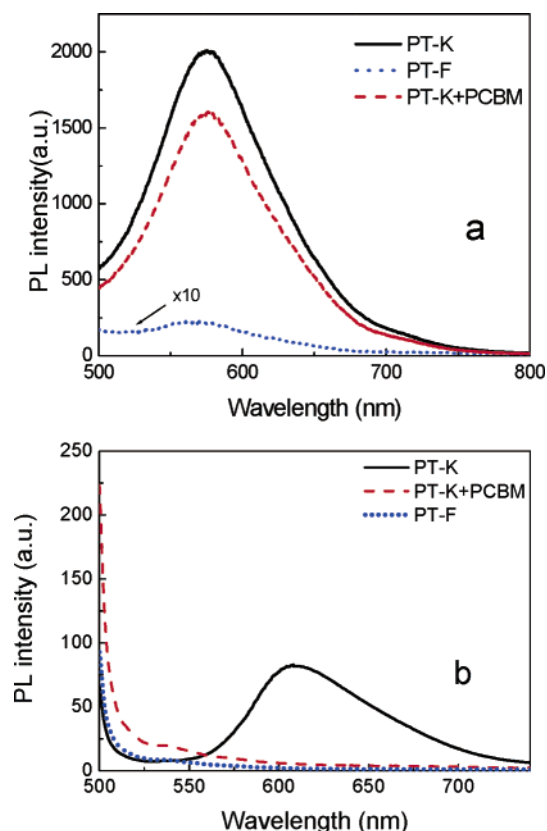 PT-K
PT-F
PT-K+PCBM
a
x10
2000
1500
1000
500
0
PL intensity(a.u.)
500 600 700 800
Wavelength (nm)
PT-K
PT-K+PCBM
PT-F
b
250
200
150
100
50
0
PL intensity (a.u.)
500 550 600 650 700
Wavelength (nm)